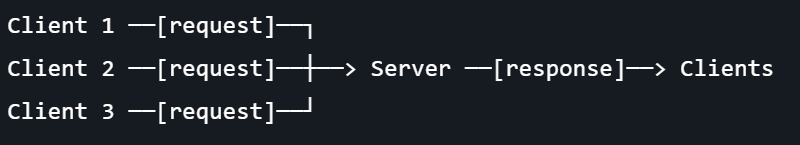 Client 1 ──[request]──┐
Client 2 ──[request]──┼──> Server ──[response]──> Clients
Client 3 ──[request]──┘